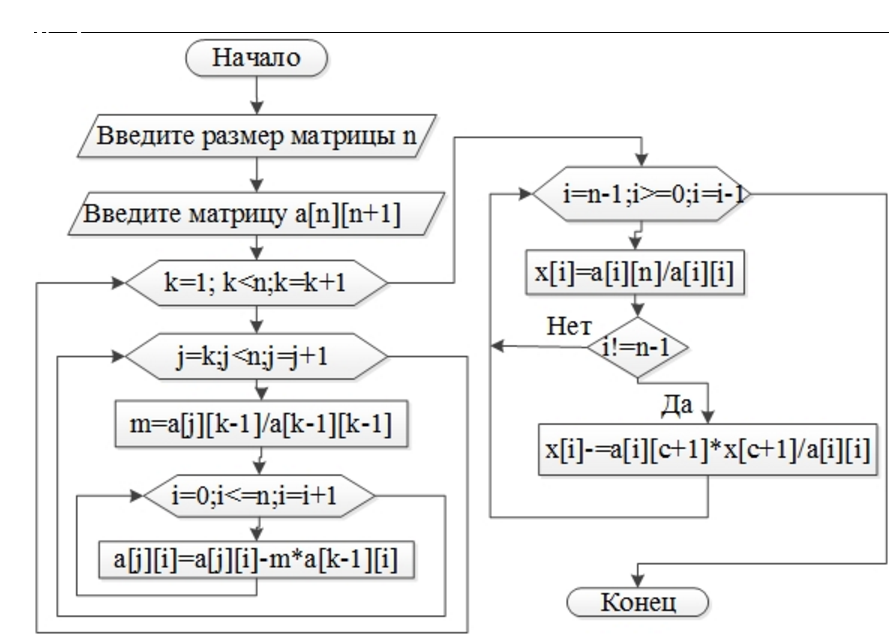 Начало
Введите размер матрицы n
Введите матрицу a[n][n+1]
k=1; k<n;k=k+1
j=k;j<n;j=j+1
m=a[j][k-1]/a[k-1][k-1]
i=0;i<=n;i=i+1
a[j][i]=a[j][i]-m*a[k-1][i]
i=n-1;i>=0;i=i-1
x[i]=a[i][n]/a[i][i]
Нет
i!=n-1
Да
x[i]-=a[i][c+1]*x[c+1]/a[i][i]
Конец